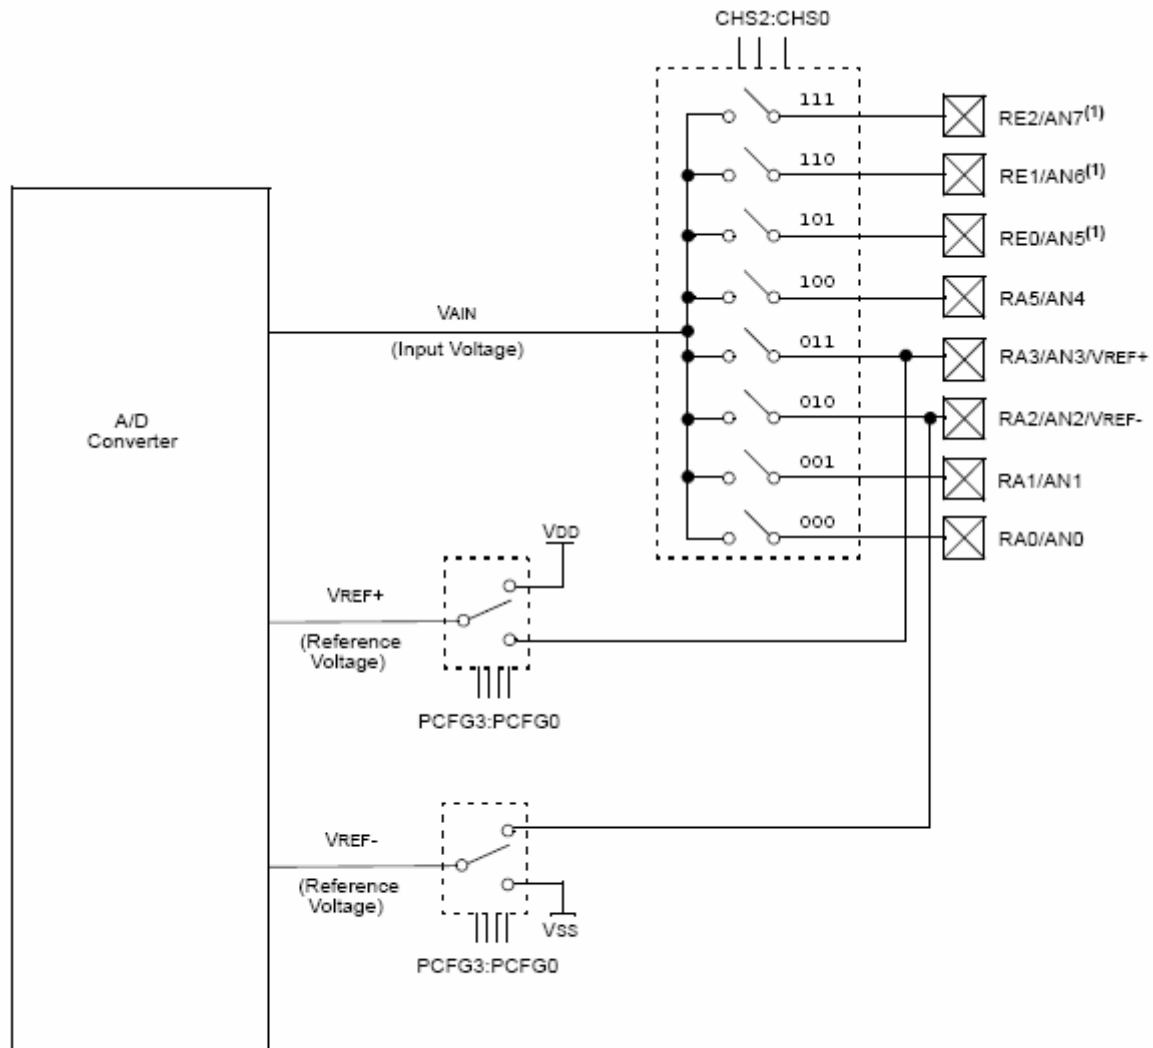 CHS2:CHS0
111
RE2/AN7(1)
110
RE1/AN6(1)
101
RE0/AN5(1)
100
RA5/AN4
VAIN
(Input Voltage)
011
RA3/AN3/VREF+
010
RA2/AN2/VREF-
A/D
Converter
001
RA1/AN1
000
RA0/AN0
VDD
VREF+
(Reference
Voltage)
PCFG3:PCFG0
VREF-
(Reference
Voltage)
VSS
PCFG3:PCFG0